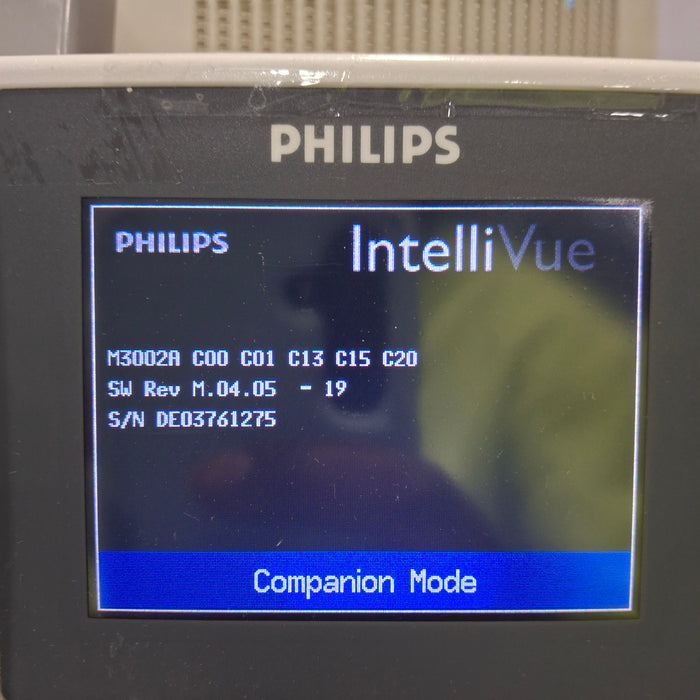 PHILIPS
PHILIPS IntelliVue
M3002A C00 C01 C13 C15 C20
SW Rev M.04.05 - 19
S/N DE03761275
Companion Mode